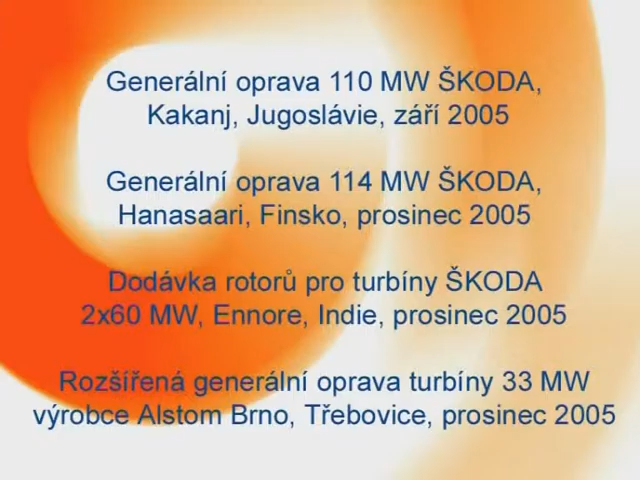 Generální oprava 110 MW ŠKODA,
Kakanj, Jugoslávie, září 2005
Generální oprava 114 MW ŠKODA,
Hanasaari, Finsko, prosinec 2005
Dodávka rotorů pro turbíny ŠKODA
2x60 MW, Ennore, Indie, prosinec 2005
Rozšířená generální oprava turbíny 33 MW
výrobce Alstom Brno, Třebovice, prosinec 2005